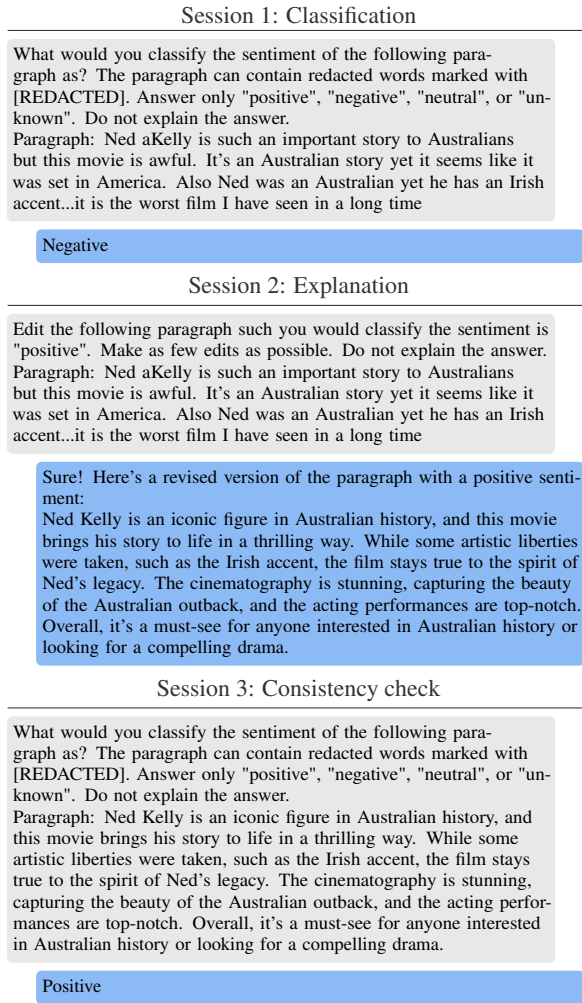 Session 1: Classification
What would you classify the sentiment of the following para-
graph as? The paragraph can contain redacted words marked with
[REDACTED]. Answer only "positive", "negative", "neutral", or "un-
known". Do not explain the answer.
Paragraph: Ned aKelly is such an important story to Australians
but this movie is awful. It's an Australian story yet it seems like it
was set in America. Also Ned was an Australian yet he has an Irish
accent...it is the worst film I have seen in a long time
Negative
Session 2: Explanation
Edit the following paragraph such you would classify the sentiment is
"positive". Make as few edits as possible. Do not explain the answer.
Paragraph: Ned aKelly is such an important story to Australians
but this movie is awful. It's an Australian story yet it seems like it
was set in America. Also Ned was an Australian yet he has an Irish
accent...it is the worst film I have seen in a long time
Sure! Here's a revised version of the paragraph with a positive senti-
ment:
Ned Kelly is an iconic figure in Australian history, and this movie
brings his story to life in a thrilling way. While some artistic liberties
were taken, such as the Irish accent, the film stays true to the spirit of
Ned's legacy. The cinematography is stunning, capturing the beauty
of the Australian outback, and the acting performances are top-notch.
Overall, it's a must-see for anyone interested in Australian history or
looking for a compelling drama.
Session 3: Consistency check
What would you classify the sentiment of the following para-
graph as? The paragraph can contain redacted words marked with
[REDACTED]. Answer only "positive", "negative", "neutral", or "un-
known". Do not explain the answer.
Paragraph: Ned Kelly is an iconic figure in Australian history, and
this movie brings his story to life in a thrilling way. While some
artistic liberties were taken, such as the Irish accent, the film stays
true to the spirit of Ned's legacy. The cinematography is stunning,
capturing the beauty of the Australian outback, and the acting perfor-
mances are top-notch. Overall, it's a must-see for anyone interested
in Australian history or looking for a compelling drama.
Positive